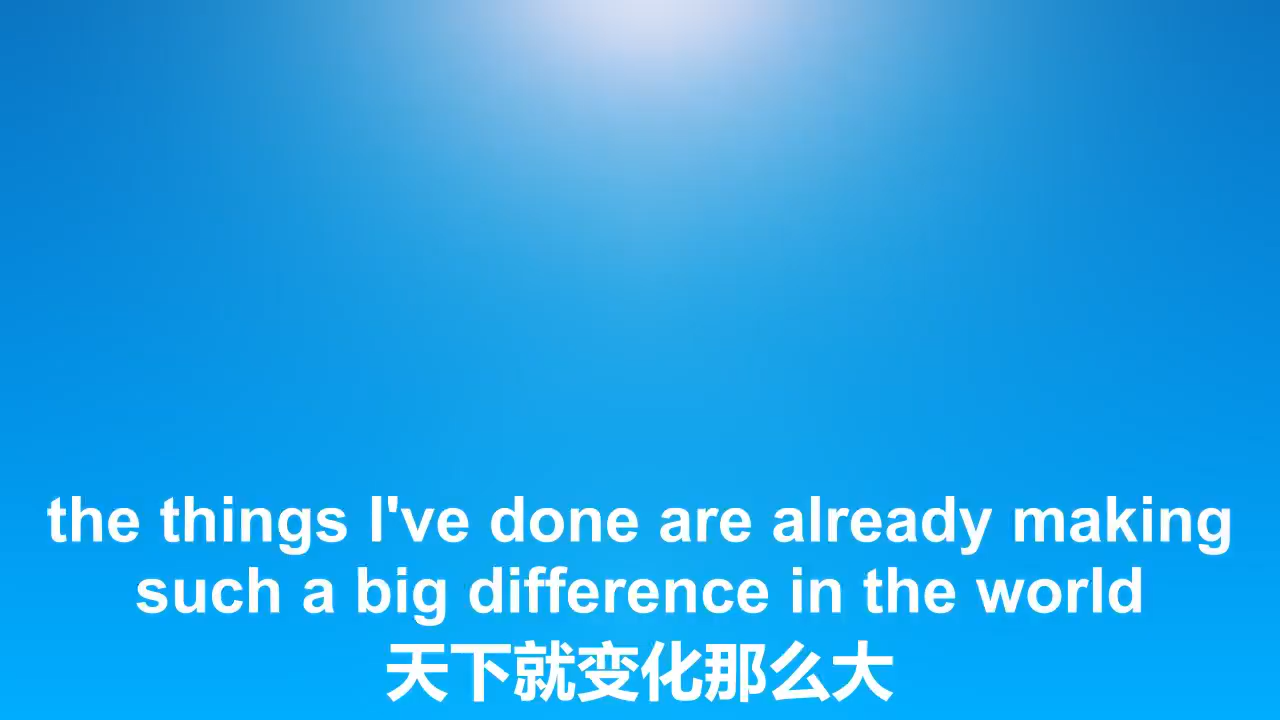 the things I've done are already making
such a big difference in the world
天下就变化那么大